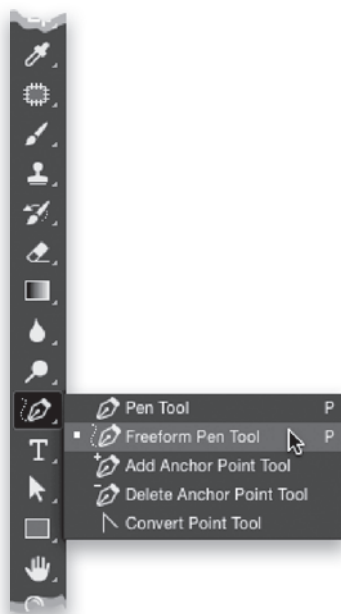 Pen Tool P
Freeform Pen Tool P
Add Anchor Point Tool
Delete Anchor Point Tool
T
Convert Point Tool